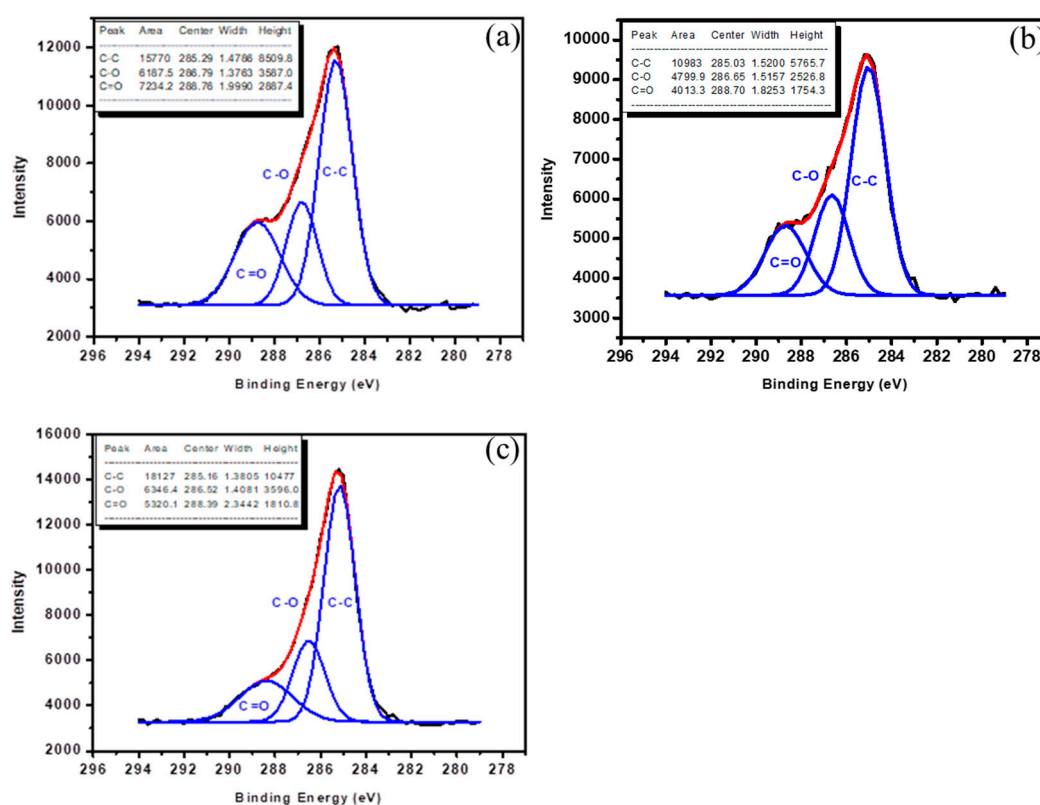 (a)
Peak Area Center Width Height
C-C 15770 285.29 1.4786 8509.8
C-O 6187.5 286.79 1.3763 3587.0
C=O 7234.2 288.76 1.9990 2887.4
12000
10000
8000
6000
4000
2000
Intensity
C-O
C-C
C=O
296 294 292 290 288 286 284 282 280 278
Binding Energy (eV)
(b)
Peak Area Center Width Height
C-C 10983 285.03 1.5200 5765.7
C-O 4799.9 286.65 1.5157 2526.8
C=O 4013.3 288.70 1.8253 1754.3
10000
9000
8000
7000
6000
5000
4000
3000
Intensity
C-O
C-C
C=O
296 294 292 290 288 286 284 282 280 278
Binding Energy (eV)
(c)
Peak Area Center Width Height
C-C 18127 285.16 1.3805 10477
C-O 6346.4 286.52 1.4081 3596.0
C=O 5320.1 288.39 2.3442 1810.8
16000
14000
12000
10000
8000
6000
4000
2000
Intensity
C-O
C-C
C=O
296 294 292 290 288 286 284 282 280 278
Binding Energy (eV)